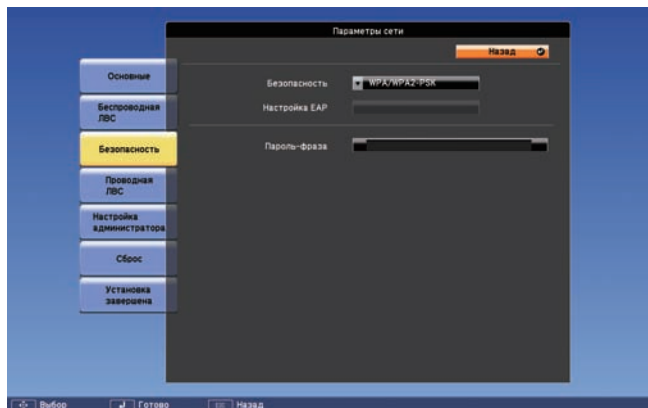 Параметры сети
Назад
Основные
Беспроводная
ЛВС
Безопасность
Проводная
ЛВС
Настройка
администратора
Сброс
Установка
завершена
Безопасность WPA/WPA2-PSK
Настройка EAP
Пароль-фраза
Выбор Готово Esc Назад